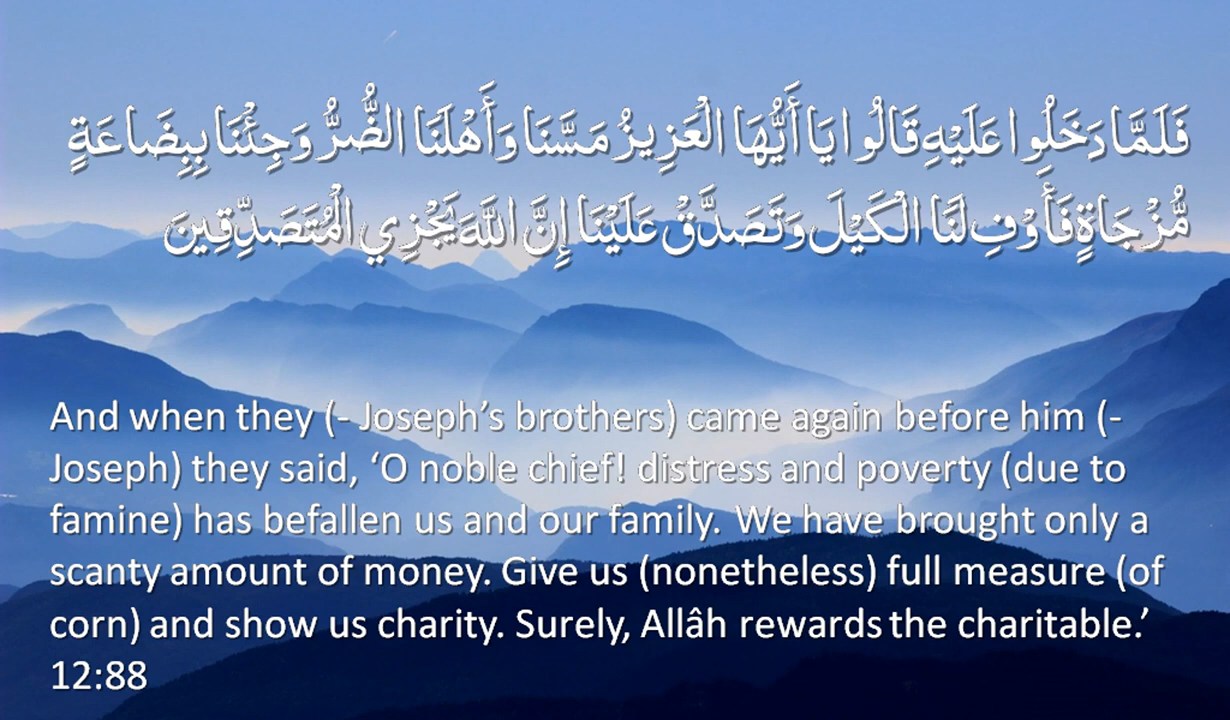 فَلَمَّا دَخَلُوا عَلَيْهِ قَالُوا يَا أَيُّهَا الْعَزِيزُ مَسَّنَا وَأَهْلَنَا الضُّرُّ وَجِئْنَا بِبِضَاعَةٍ
مُّزْجَاةٍ فَأَوْفِ لَنَا الْكَيْلَ وَتَصَدَّقْ عَلَيْنَا إِنَّ اللَّهَ يَجْزِي الْمُتَصَدِّقِينَ
And when they (- Joseph’s brothers) came again before him (-
Joseph) they said, ‘O noble chief! distress and poverty (due to
famine) has befallen us and our family. We have brought only a
scanty amount of money. Give us (nonetheless) full measure (of
corn) and show us charity. Surely, Allâh rewards the charitable.’
12:88